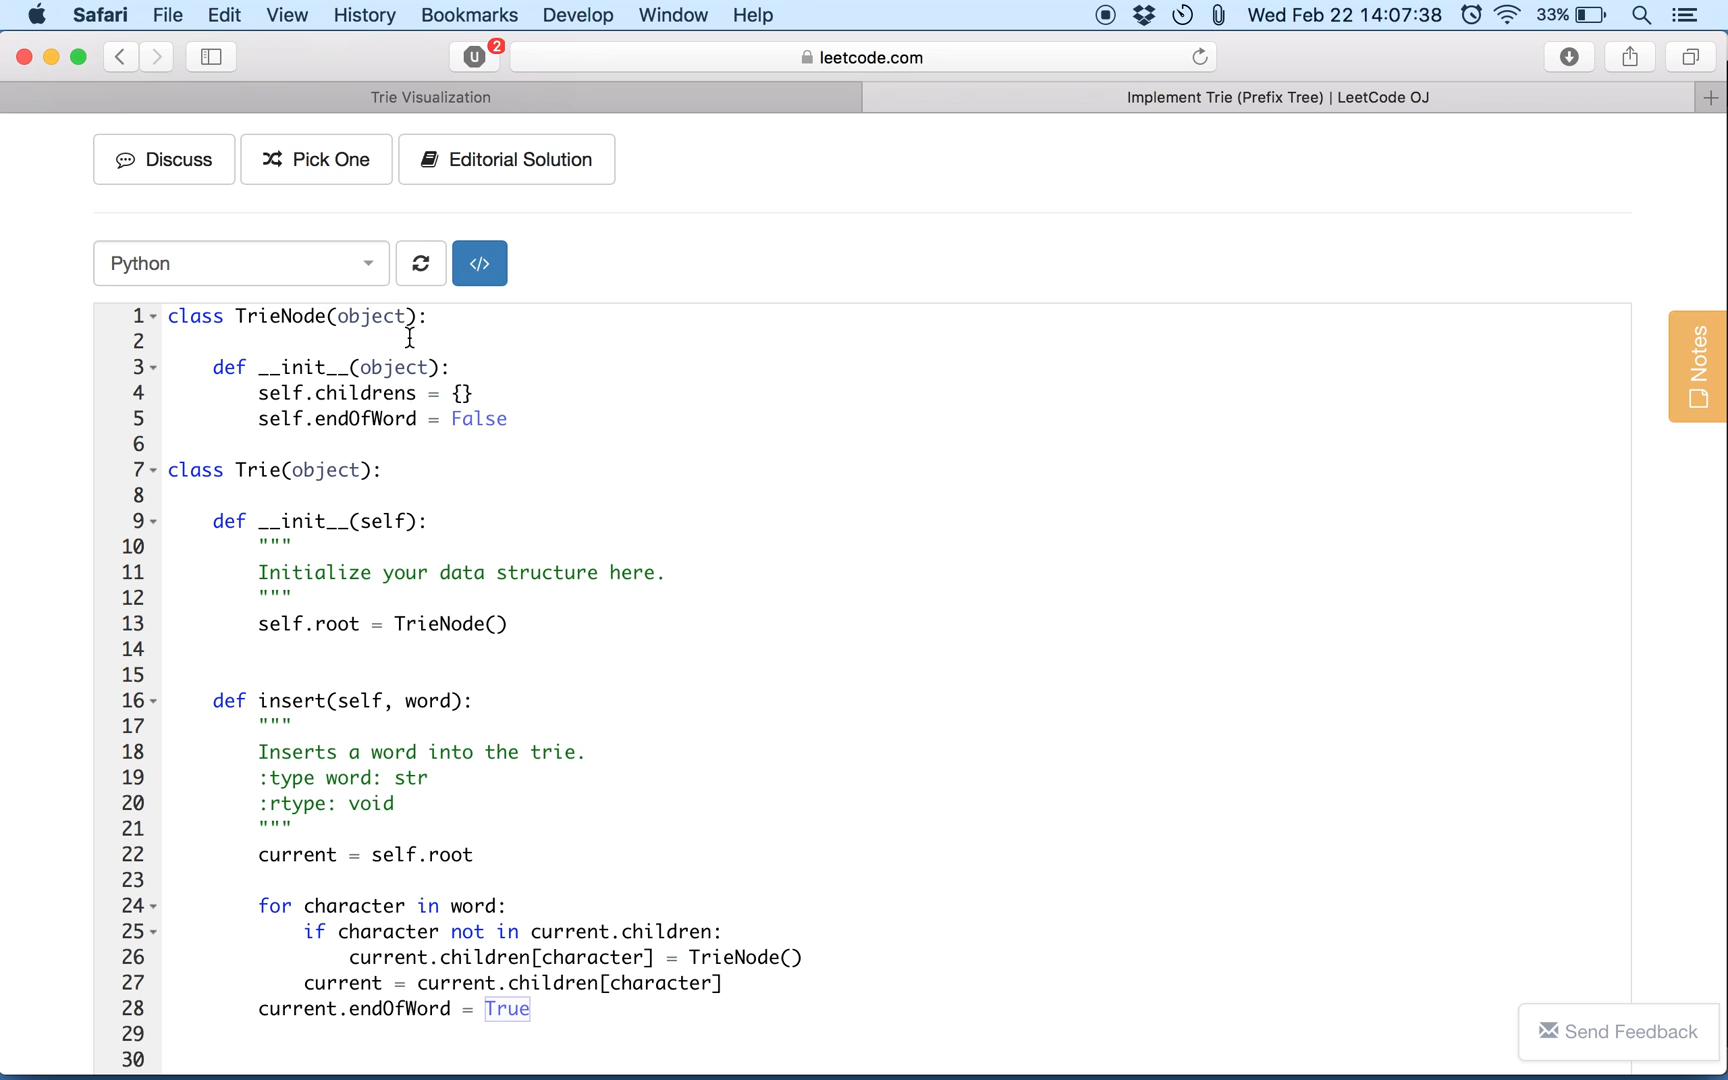 Safari File Edit View History Bookmarks Develop Window Help Wed Feb 22 14:07:38 33%
U 2 leetcode.com
Trie Visualization Implement Trie (Prefix Tree) | LeetCode OJ +
Discuss Pick One Editorial Solution
Python </>
Notes
1 class TrieNode(object):
2
3 def __init__(object):
4 self.childrens = {}
5 self.endOfWord = False
6
7 class Trie(object):
8
9 def __init__(self):
10 """
11 Initialize your data structure here.
12 """
13 self.root = TrieNode()
14
15
16 def insert(self, word):
17 """
18 Inserts a word into the trie.
19 :type word: str
20 :rtype: void
21 """
22 current = self.root
23
24 for character in word:
25 if character not in current.children:
26 current.children[character] = TrieNode()
27 current = current.children[character]
28 current.endOfWord = True
29
30
Send Feedback